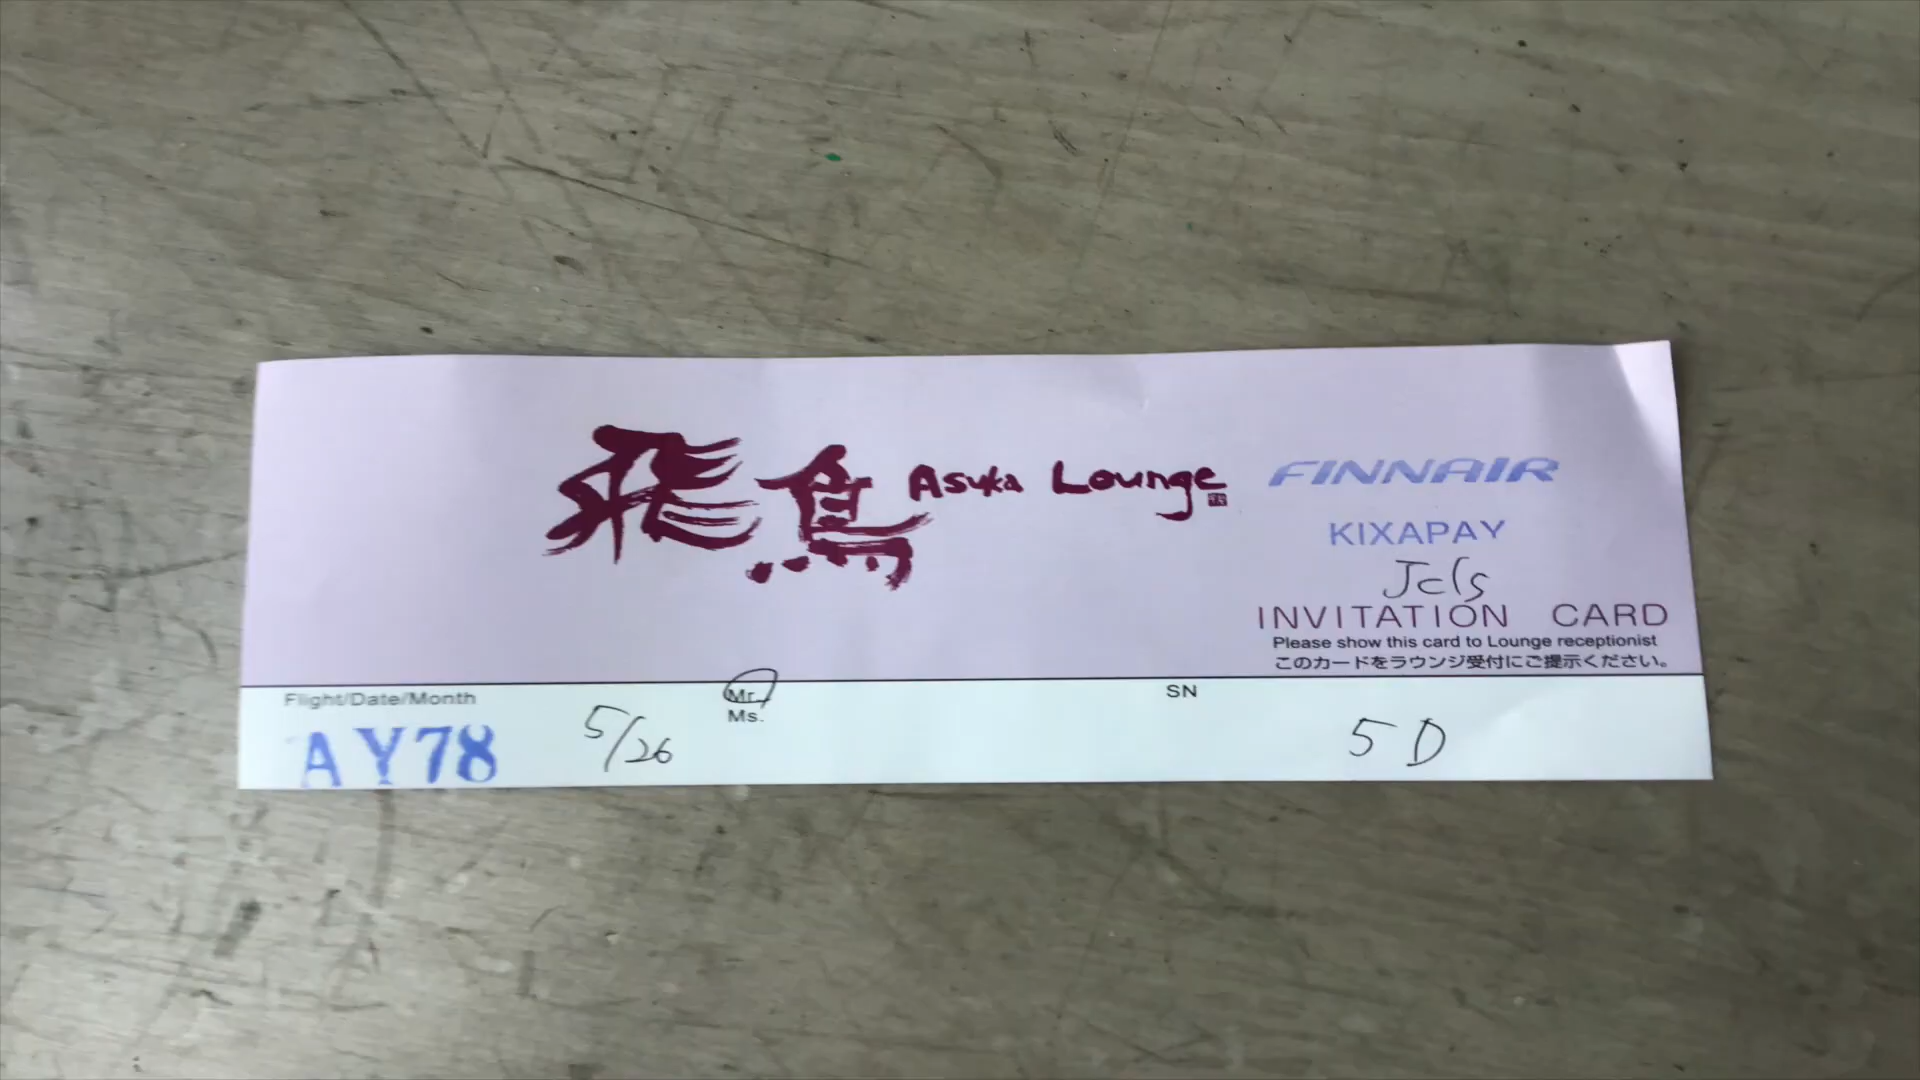 飛鳥 Asuka Lounge
FINNAIR
KIXAPAY
Jcls
INVITATION CARD
Please show this card to Lounge receptionist
このカードをラウンジ受付にご提示ください。
Flight/Date/Month
AY78
5/26
Mr.
Ms.
SN
5D